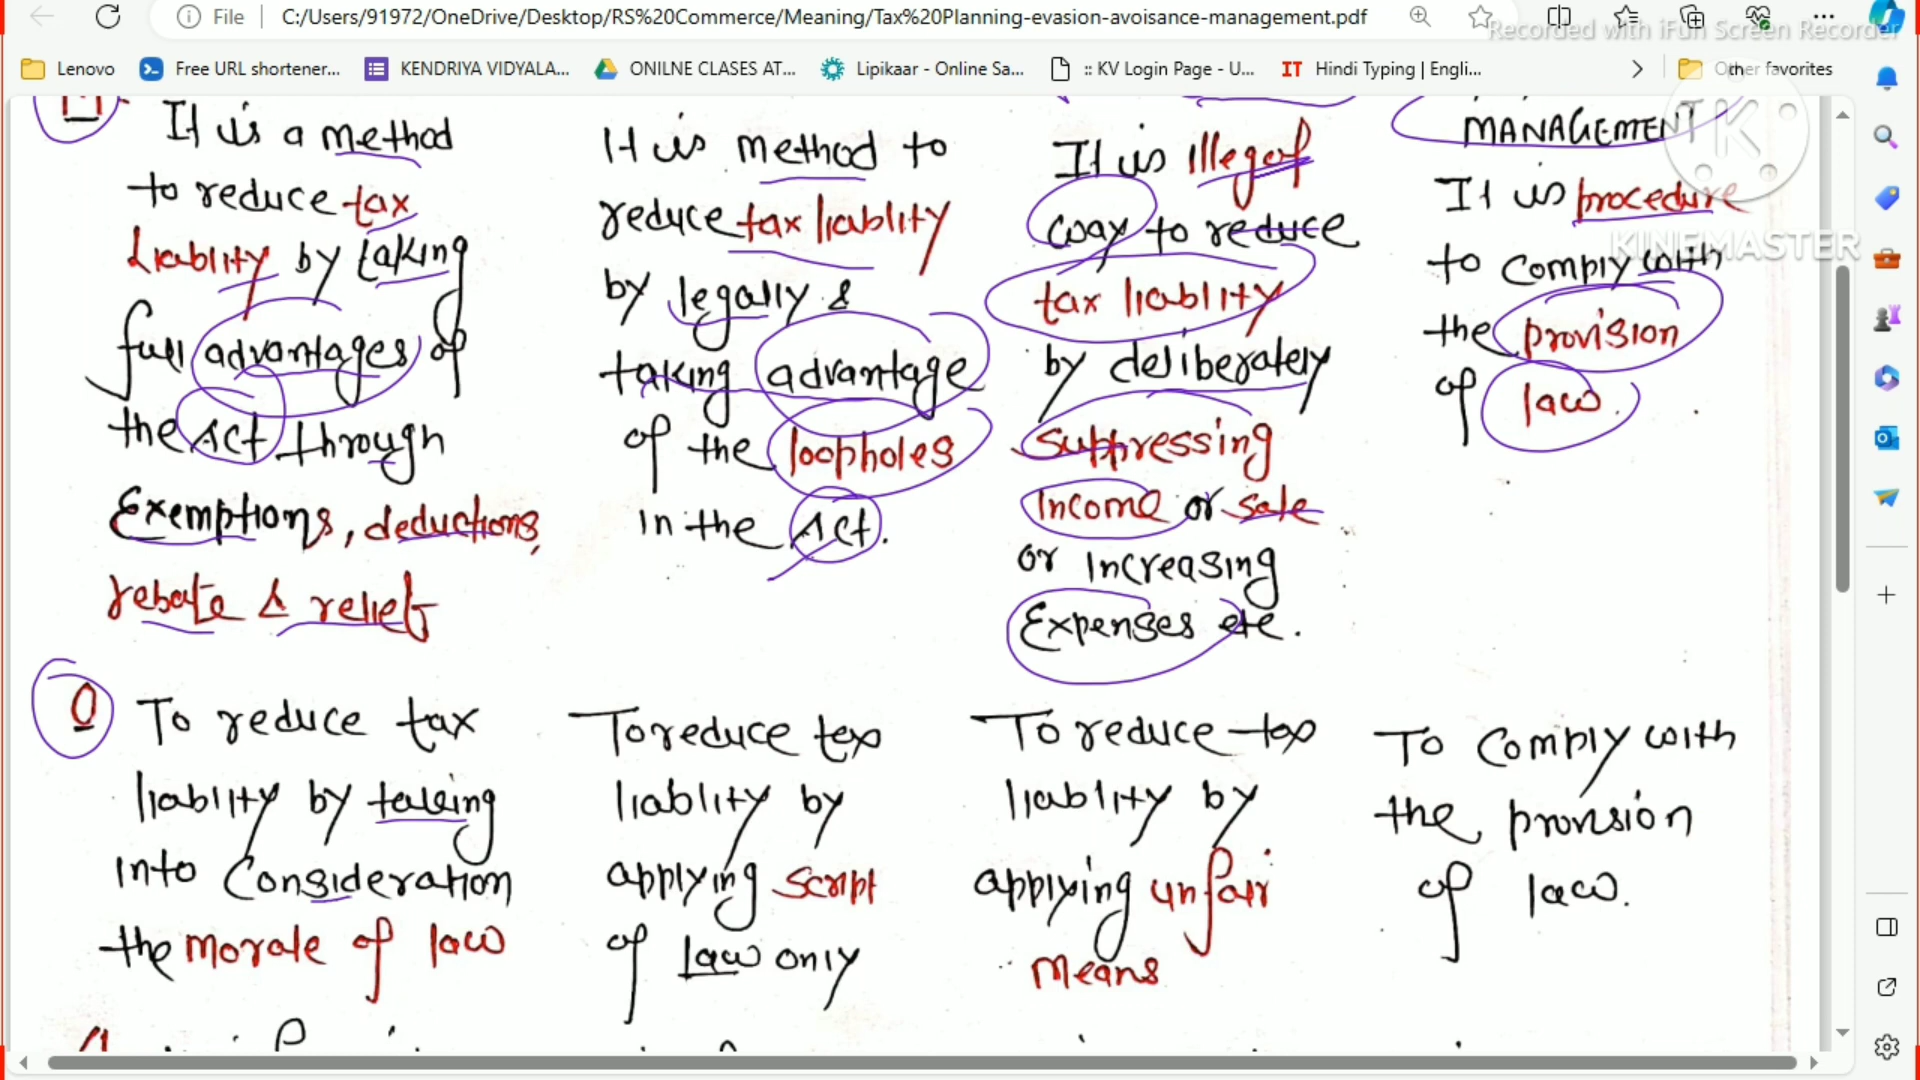 File
C:/Users/91972/OneDrive/Desktop/RS%20Commerce/Meaning/Tax%20Planning-evasion-avoisance-management.pdf
Recorded with iFun Screen Recorder
Lenovo
Free URL shortener...
KENDRIYA VIDYALA...
ONILNE CLASES AT...
Lipikaar - Online Sa...
:: KV Login Page - U...
IT Hindi Typing | Engli...
Other favorites
KINEMASTER
M
It is a method
to reduce tax
Liablity by taking
full advantages of
the Act through
Exemptions, deductions,
rebate & relief
It is method to
reduce tax liablity
by legally &
taking advantage
of the loopholes
in the Act.
It is illegal
way to reduce
tax liablity
by deliberately
Suppressing
Income or sale
or increasing
Expenses etc.
MANAGEMENT
It is procedure
to comply with
the provision
of law.
O
To reduce tax
liablity by taking
into Consideration
the morale of law
To reduce tax
liablity by
applying script
of law only
To reduce tax
liablity by
applying unfair
means
To Comply with
the provision
of law.